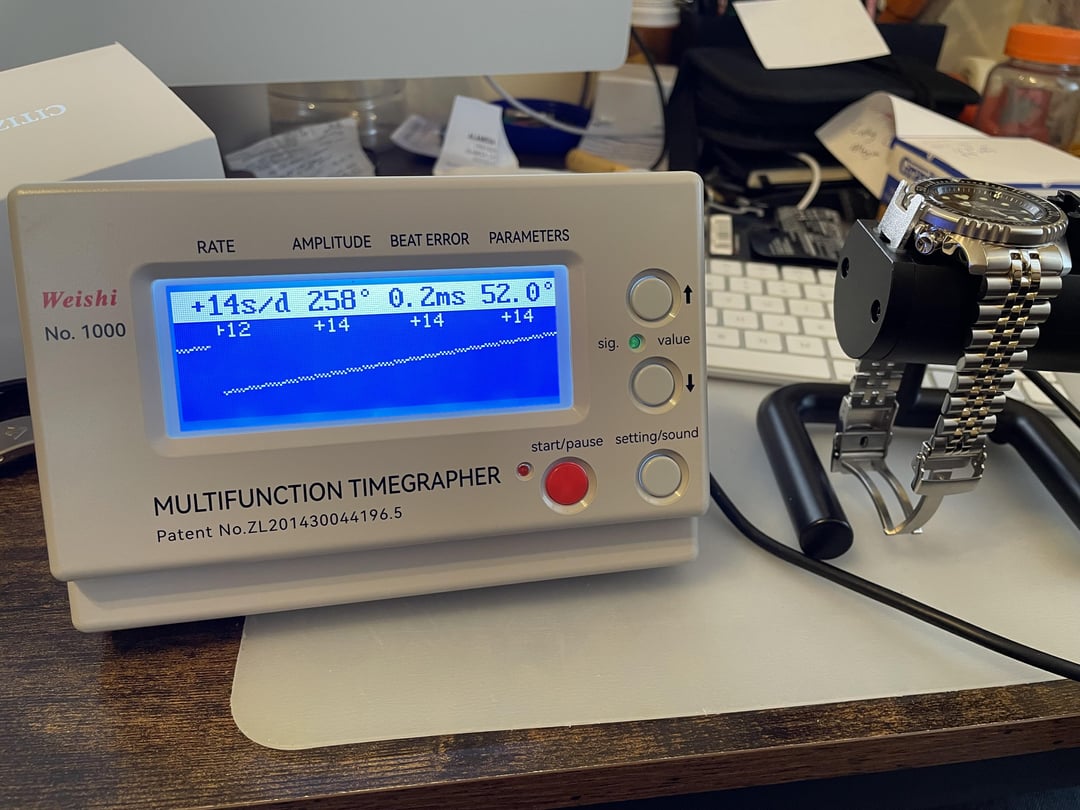 RATE AMPLITUDE BEAT ERROR PARAMETERS
+14s/d 258° 0.2ms 52.0°
+12 +14 +14 +14
Weishi
No. 1000
sig. value
start/pause setting/sound
MULTIFUNCTION TIMEGRAPHER
Patent No.ZL201430044196.5